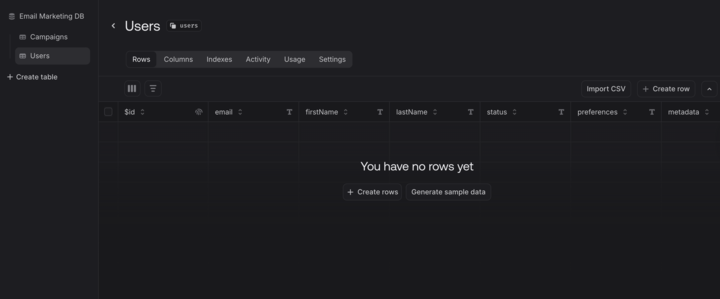 Email Marketing DB
Campaigns
Users
Create table
Users
users
Rows Columns Indexes Activity Usage Settings
Import CSV Create row
$id email firstName lastName status preferences metadata
You have no rows yet
Create rows Generate sample data